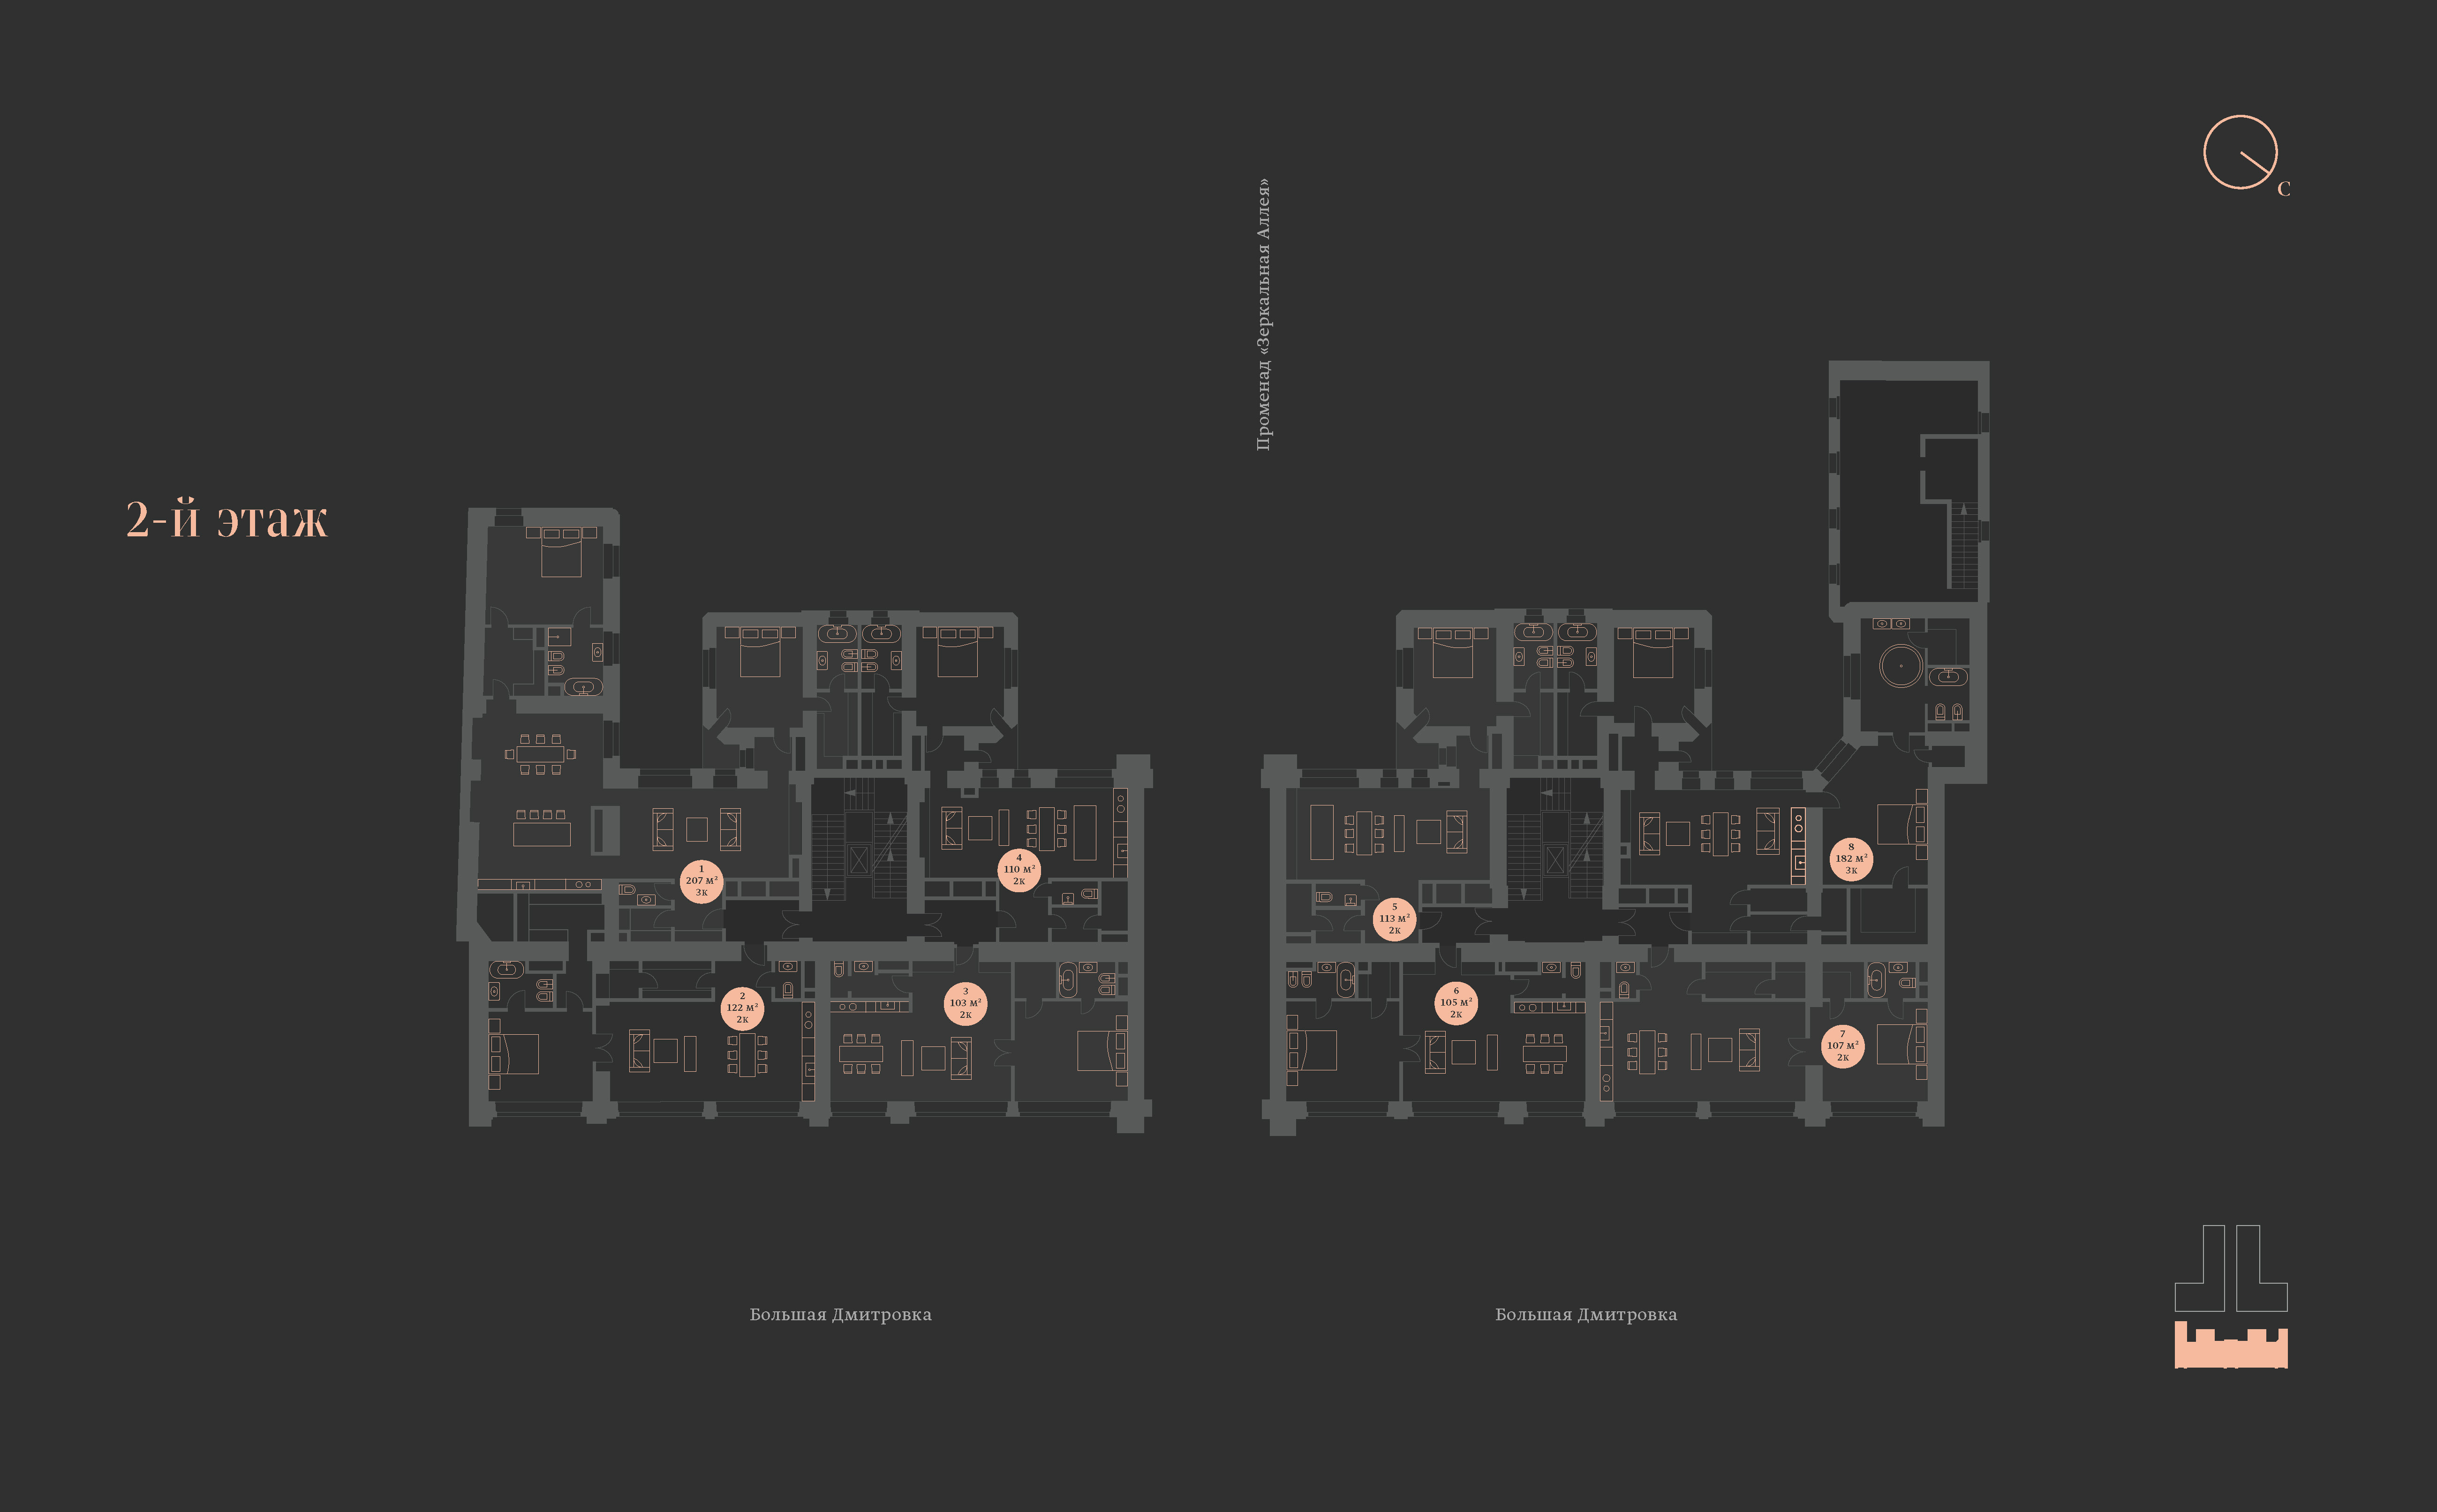 С
Променад «Зеркальная Аллея»
2-й этаж
1
207 м²
3к
2
122 м²
2к
3
103 м²
2к
4
110 м²
2к
5
113 м²
2к
6
105 м²
2к
7
107 м²
2к
8
182 м²
3к
Большая Дмитровка
Большая Дмитровка